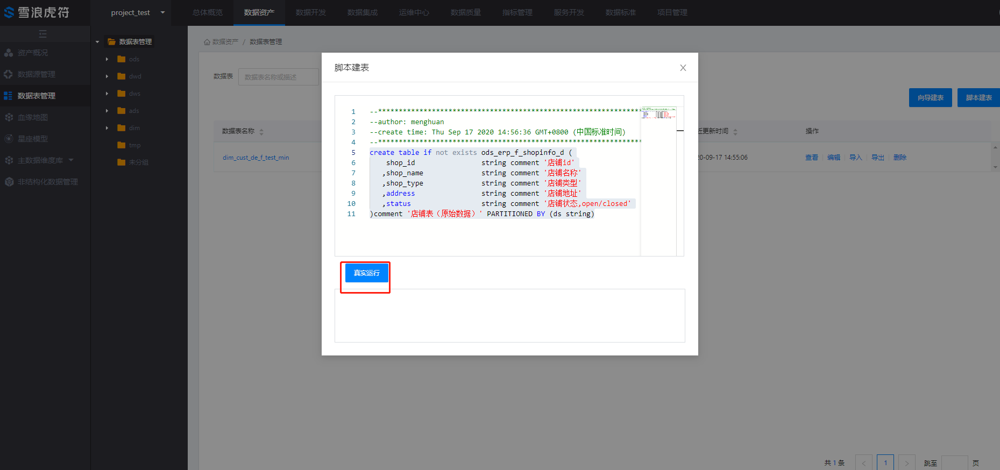 雪浪虎符
project_test
总体概览 数据资产 数据开发 数据集成 运维中心 数据质量 指标管理 服务开发 数据标准 项目管理
资产概况
数据源管理
数据表管理
血缘地图
星座模型
主数据维度库
非结构化数据管理
数据表管理
ods
dwd
dws
ads
dim
tmp
未分组
数据资产 / 数据表管理
数据表 数据表名称或描述
向导建表 脚本建表
数据表名称 近更新时间 操作
dim_cust_de_f_test_min 20-09-17 14:55:06 查看 编辑 导入 导出 删除
脚本建表
1 --***************************************************************
2 --author: menghuan
3 --create time: Thu Sep 17 2020 14:56:36 GMT+0800 (中国标准时间)
4 --***************************************************************
5 create table if not exists ods_erp_f_shopinfo_d (
6 shop_id string comment '店铺id'
7 ,shop_name string comment '店铺名称'
8 ,shop_type string comment '店铺类型'
9 ,address string comment '店铺地址'
10 ,status string comment '店铺状态,open/closed'
11 )comment '店铺表（原始数据）' PARTITIONED BY (ds string)
真实运行
共 1 条 < 1 > 跳至 页